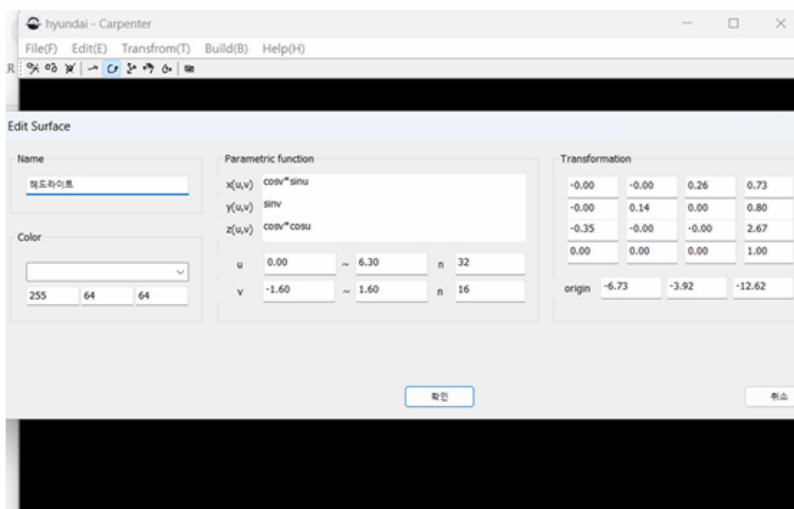 hyundai - Carpenter
File(F) Edit(E) Transfrom(T) Build(B) Help(H)
R
Edit Surface
Name
헤드라이트
Color
255 64 64
Parametric function
x(u,v) cosv*sinu
y(u,v) sinv
z(u,v) cosv*cosu
u 0.00 ~ 6.30 n 32
v -1.60 ~ 1.60 n 16
Transformation
-0.00 -0.00 0.26 0.73
-0.00 0.14 0.00 0.80
-0.35 -0.00 -0.00 2.67
0.00 0.00 0.00 1.00
origin -6.73 -3.92 -12.62
확인
취소